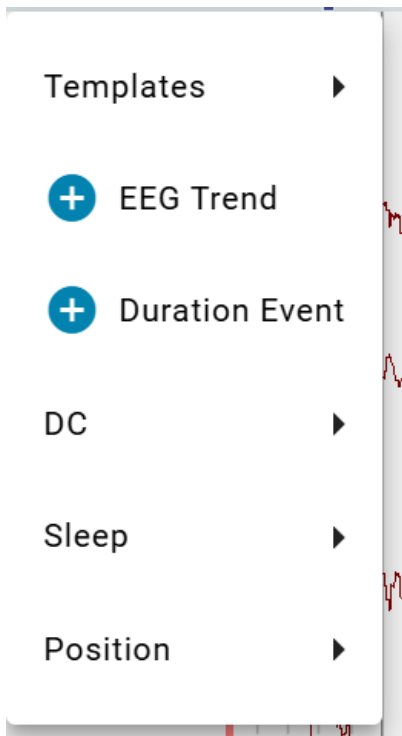 Templates
EEG Trend
Duration Event
DC
Sleep
Position